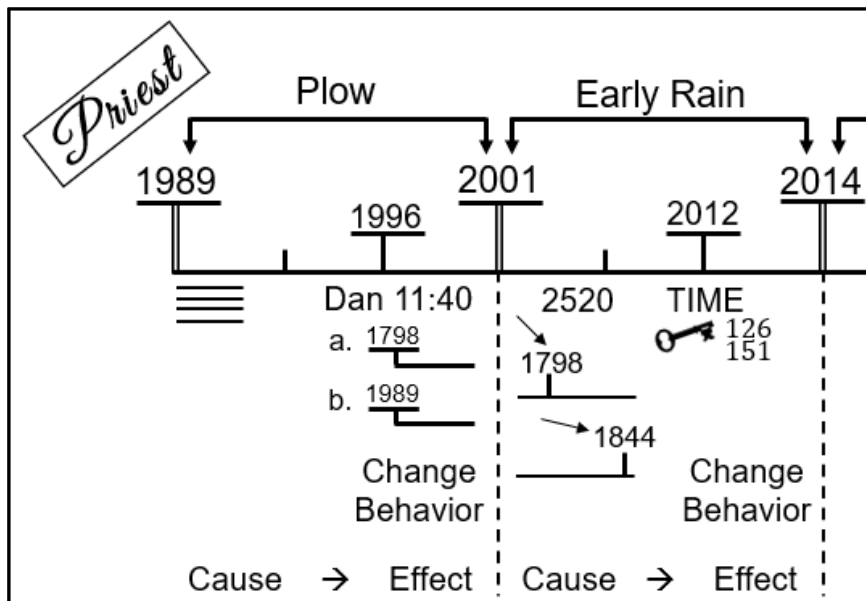 Priest
Plow
Early Rain
1989
2001
2014
1996
2012
Dan 11:40
2520
TIME
a. 1798
1798
126
151
b. 1989
1844
Change
Behavior
Change
Behavior
Cause → Effect
Cause → Effect